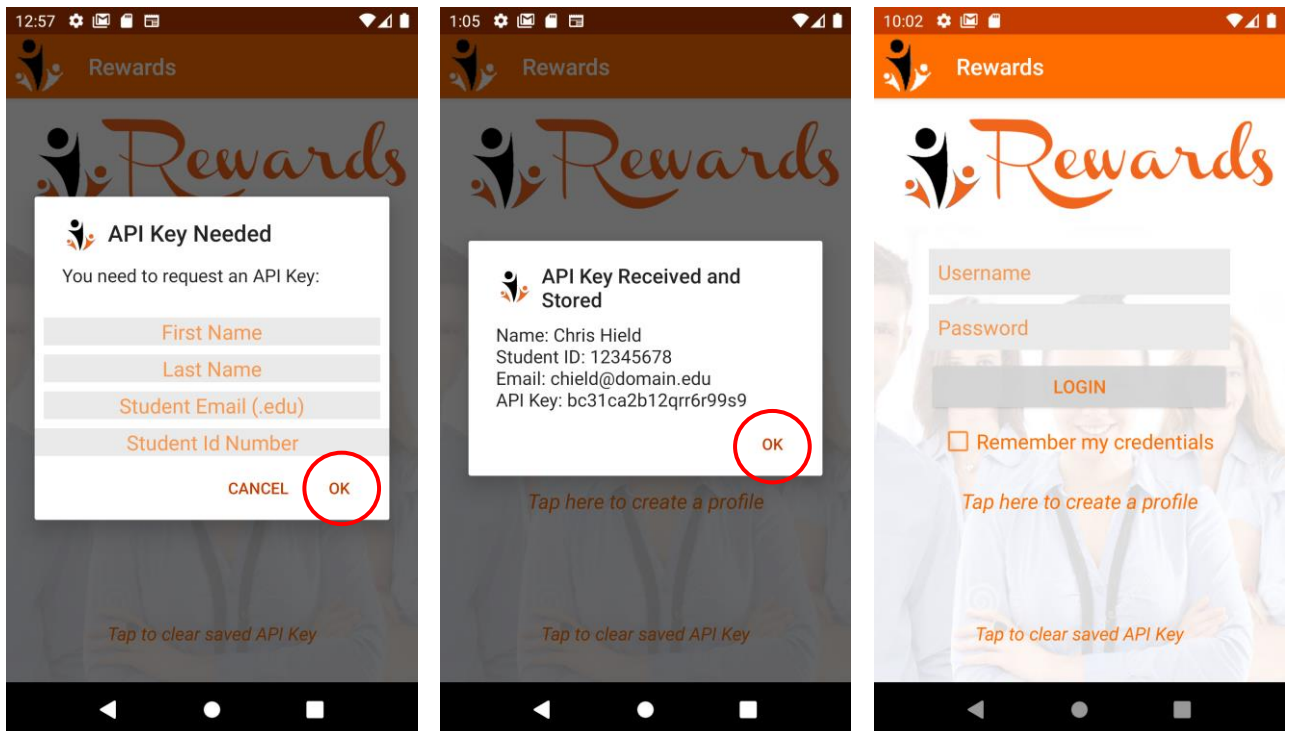 12:57
Rewards
Rewards
API Key Needed
You need to request an API Key:
First Name
Last Name
Student Email (.edu)
Student Id Number
CANCEL OK
Tap to clear saved API Key
1:05
Rewards
Rewards
API Key Received and
Stored
Name: Chris Hield
Student ID: 12345678
Email: chield@domain.edu
API Key: bc31ca2b12qrr6r99s9
OK
Tap here to create a profile
Tap to clear saved API Key
10:02
Rewards
Rewards
Username
Password
LOGIN
Remember my credentials
Tap here to create a profile
Tap to clear saved API Key